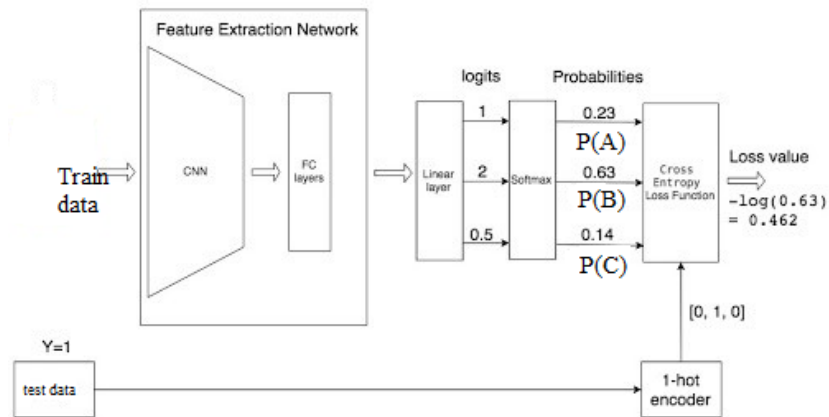 Feature Extraction Network
logits
Probabilities
1
0.23
P(A)
Train
data
CNN
FC
layers
Linear
layer
2
Softmax
0.63
P(B)
Cross
Entropy
Loss Function
Loss value
-log(0.63)
= 0.462
0.5
0.14
P(C)
[0, 1, 0]
Y=1
test data
1-hot
encoder